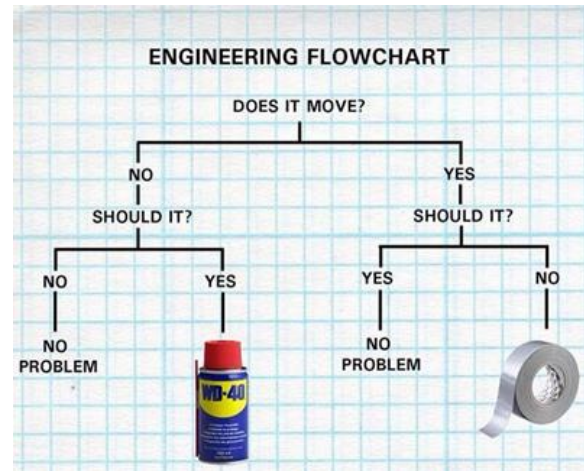 ENGINEERING FLOWCHART
DOES IT MOVE?
NO
YES
SHOULD IT?
SHOULD IT?
NO
YES
YES
NO
NO
PROBLEM
NO
PROBLEM
WD-40